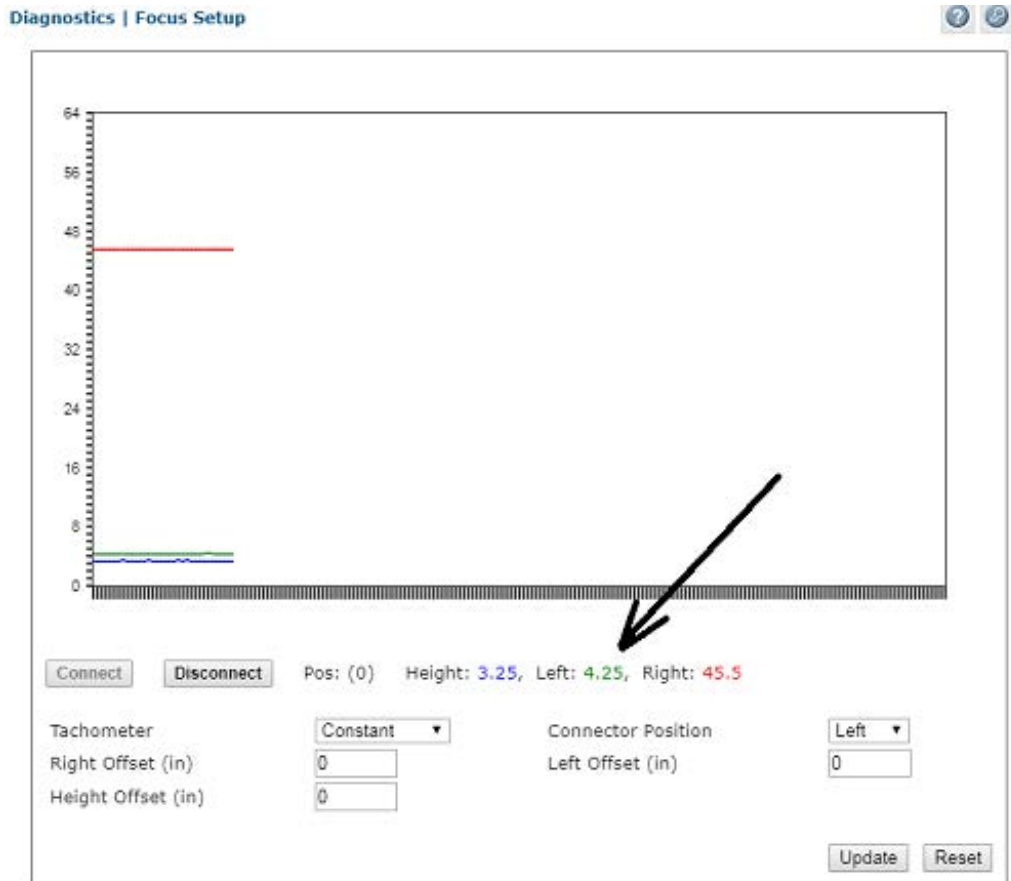 Diagnostics | Focus Setup
64
56
48
40
32
24
16
8
0
Connect Disconnect Pos: (0) Height: 3.25, Left: 4.25, Right: 45.5
Tachometer Constant Connector Position Left
Right Offset (in) 0 Left Offset (in) 0
Height Offset (in) 0
Update Reset